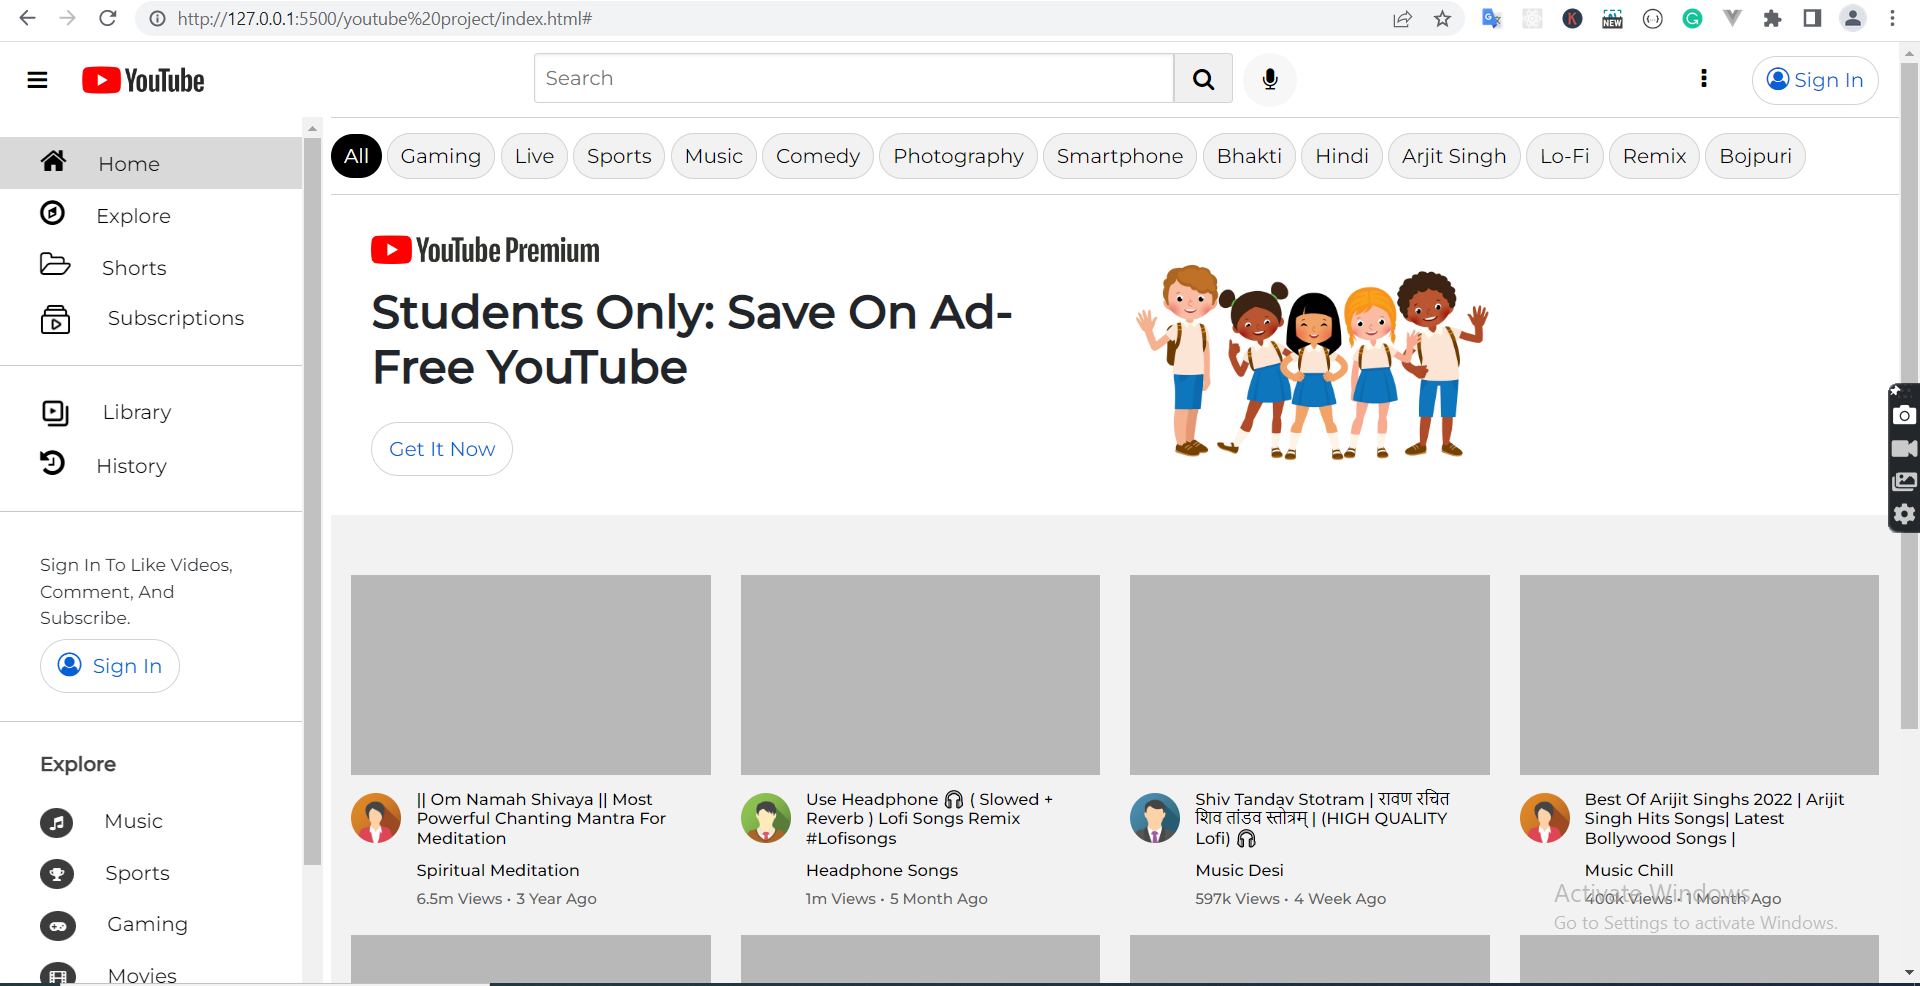 http://127.0.0.1:5500/youtube%20project/index.html#
NEW
YouTube
Search
Sign In
Home
Explore
Shorts
Subscriptions
Library
History
Sign In To Like Videos,
Comment, And
Subscribe.
Sign In
Explore
Music
Sports
Gaming
Movies
All
Gaming
Live
Sports
Music
Comedy
Photography
Smartphone
Bhakti
Hindi
Arjit Singh
Lo-Fi
Remix
Bojpuri
YouTube Premium
Students Only: Save On Ad-
Free YouTube
Get It Now
|| Om Namah Shivaya || Most
Powerful Chanting Mantra For
Meditation
Spiritual Meditation
6.5m Views • 3 Year Ago
Use Headphone 🎧 ( Slowed +
Reverb ) Lofi Songs Remix
#Lofisongs
Headphone Songs
1m Views • 5 Month Ago
Shiv Tandav Stotram | रावण रचित
शिव तांडव स्तोत्रम् | (HIGH QUALITY
Lofi) 🎧
Music Desi
597k Views • 4 Week Ago
Best Of Arijit Singhs 2022 | Arijit
Singh Hits Songs| Latest
Bollywood Songs |
Music Chill
400k Views • 1 Month Ago
Activate Windows
Go to Settings to activate Windows.